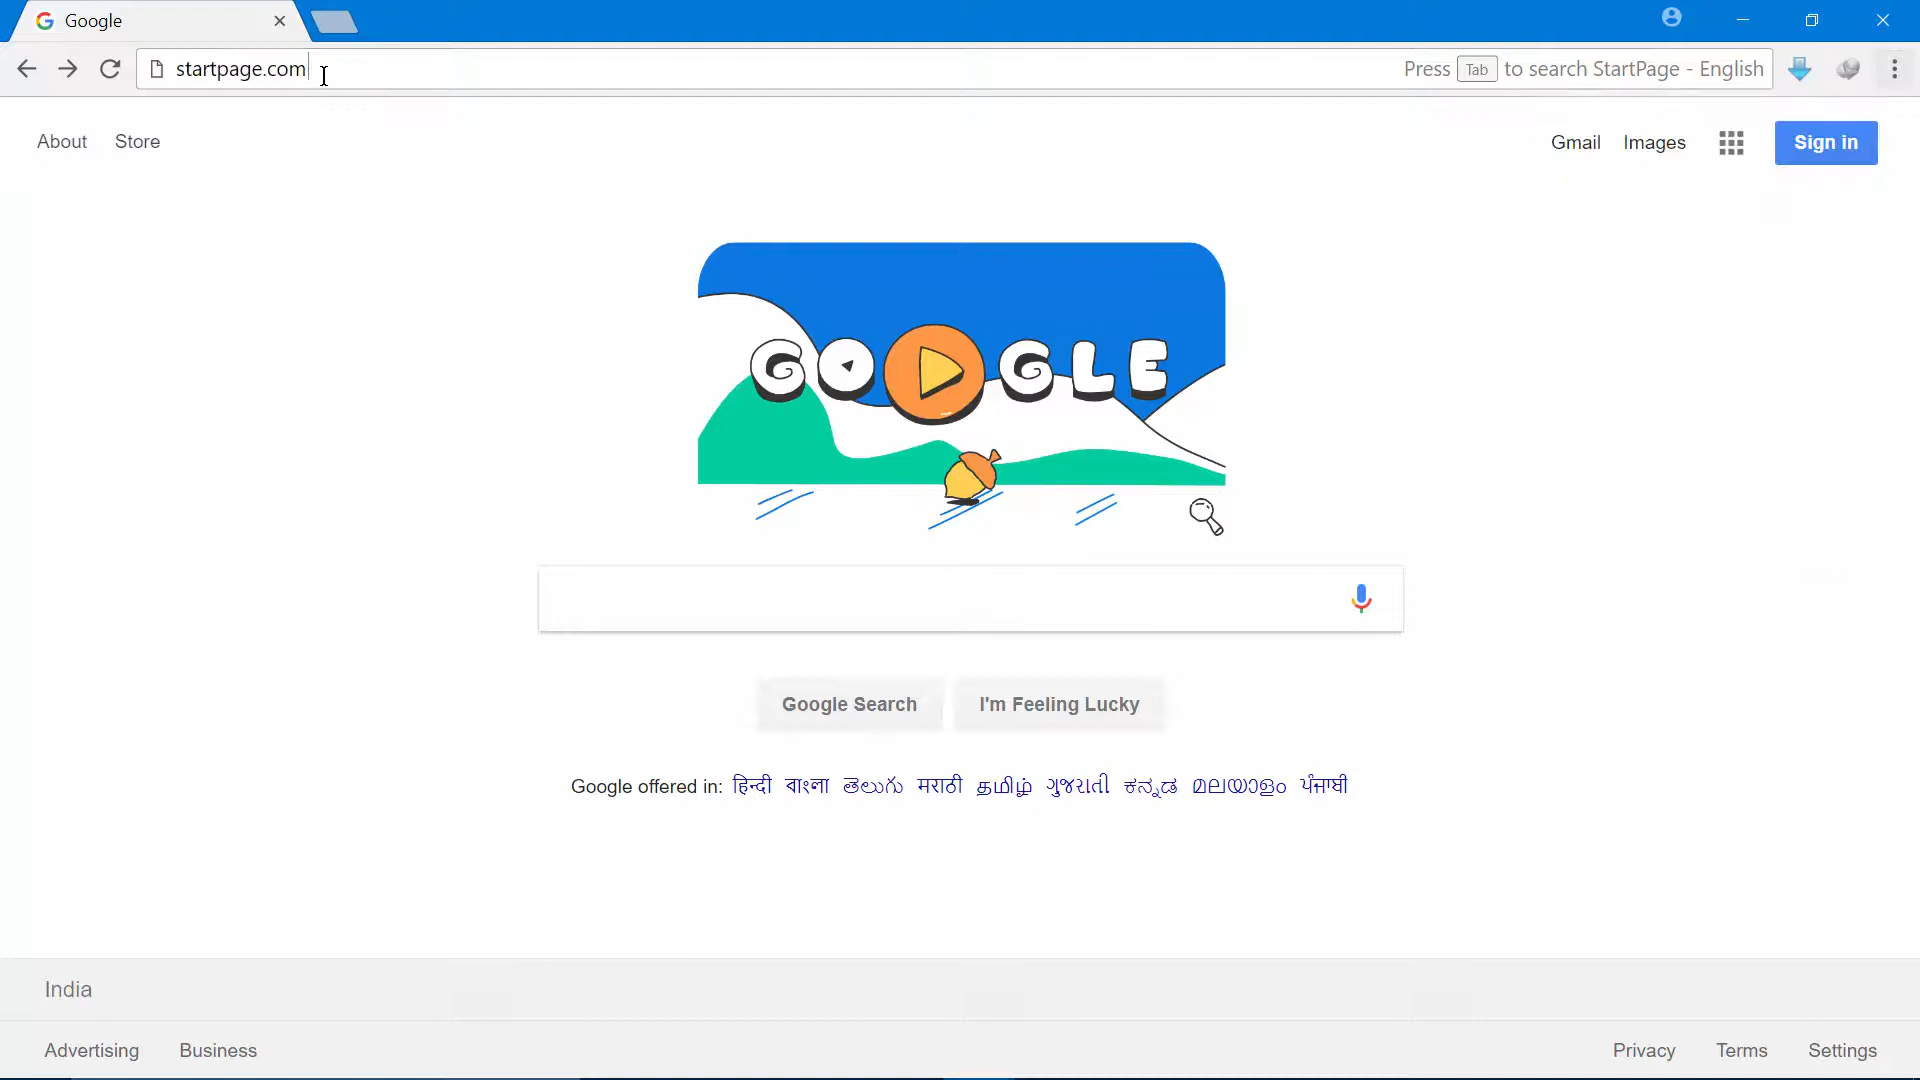 Google
startpage.com
Press Tab to search StartPage - English
About Store
Gmail Images Sign in
GOOGLE
Google Search I'm Feeling Lucky
Google offered in: हिन्दी বাংলা తెలుగు मराठी தமிழ் ગુજરાતી ಕನ್ನಡ മലയാളം ਪੰਜਾਬੀ
India
Advertising Business
Privacy Terms Settings